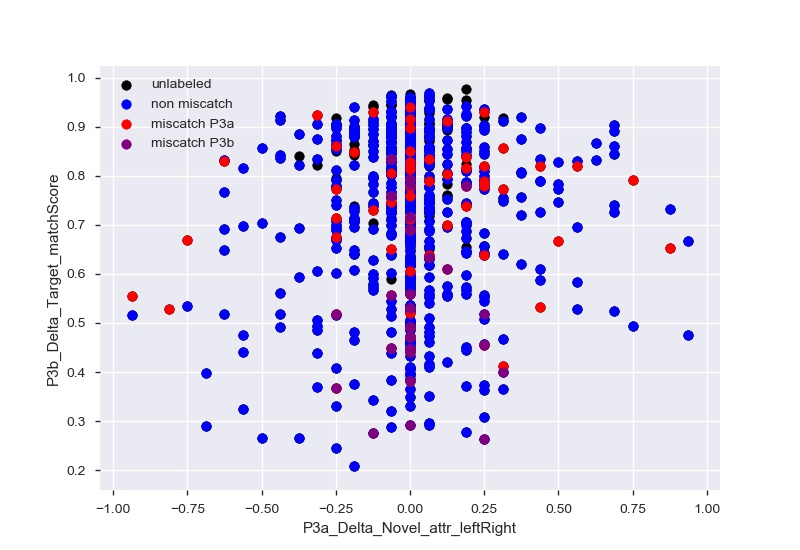 1.0
0.9
0.8
0.7
0.6
0.5
0.4
0.3
0.2
unlabeled
non miscatch
miscatch P3a
miscatch P3b
P3b_Delta_Target_matchScore
−1.00 −0.75 −0.50 −0.25 0.00 0.25 0.50 0.75 1.00
P3a_Delta_Novel_attr_leftRight